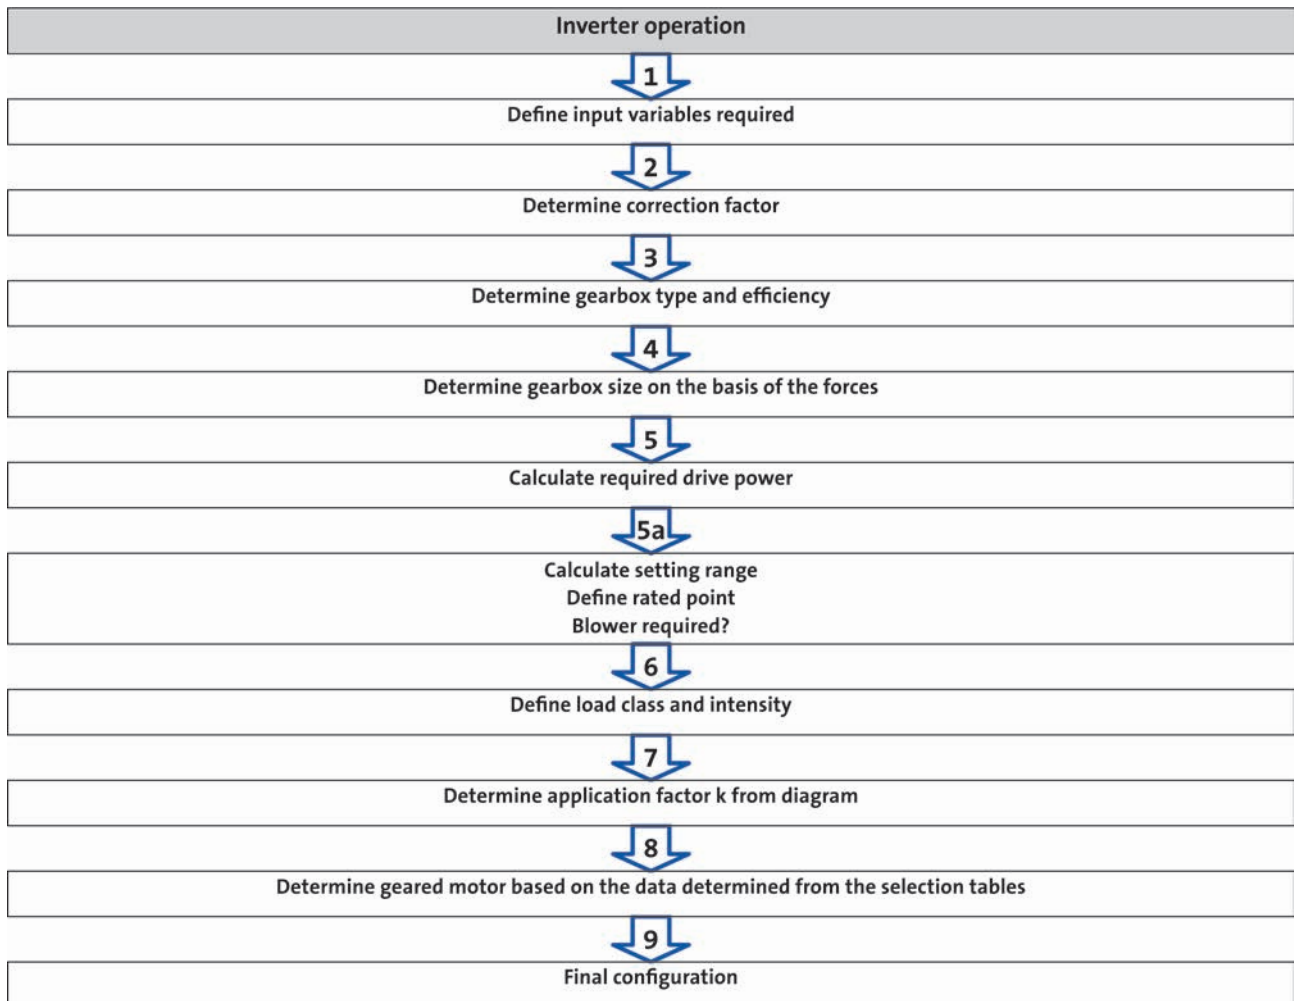 Inverter operation
1
Define input variables required
2
Determine correction factor
3
Determine gearbox type and efficiency
4
Determine gearbox size on the basis of the forces
5
Calculate required drive power
5a
Calculate setting range
Define rated point
Blower required?
6
Define load class and intensity
7
Determine application factor k from diagram
8
Determine geared motor based on the data determined from the selection tables
9
Final configuration